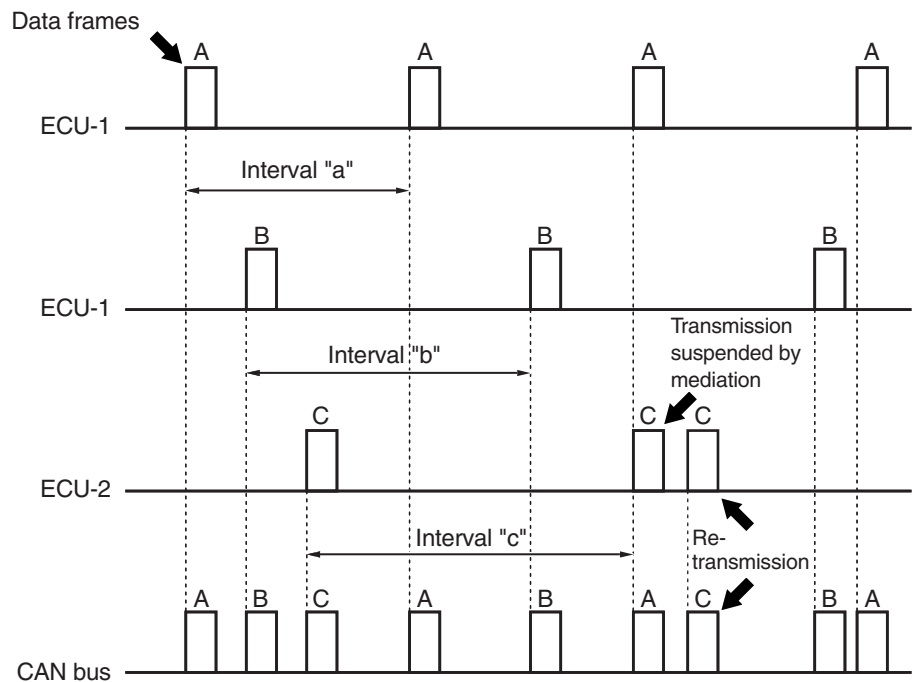 Data frames
A A A A
ECU-1
Interval "a"
B B B
ECU-1
Transmission
suspended by
mediation
Interval "b"
C C C
ECU-2
Interval "c"
Re-
transmission
A B C A B A C B A
CAN bus